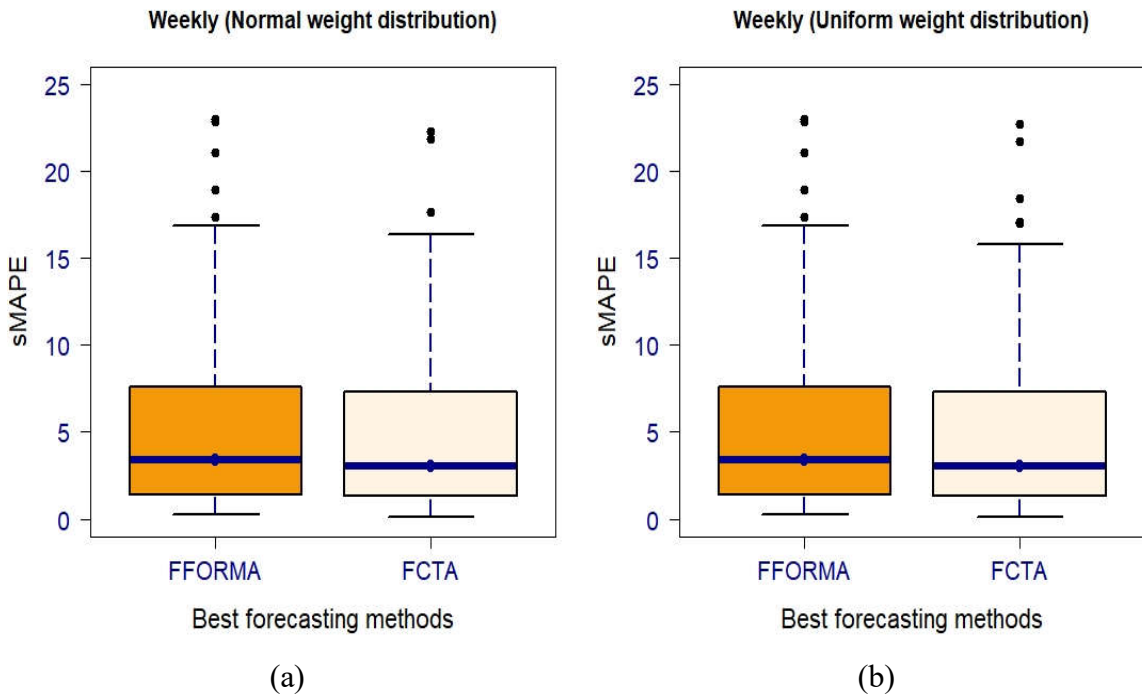 Weekly (Normal weight distribution)
25
20
15
10
5
0
sMAPE
FFORMA FCTA
Best forecasting methods
(a)
Weekly (Uniform weight distribution)
25
20
15
10
5
0
sMAPE
FFORMA FCTA
Best forecasting methods
(b)